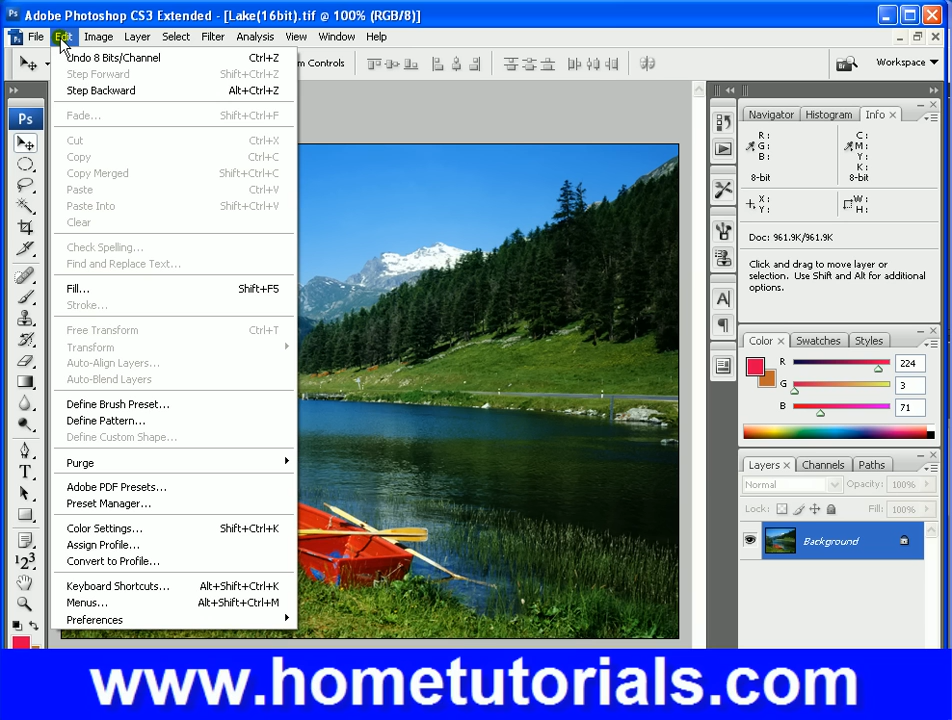 Adobe Photoshop CS3 Extended - [Lake(16bit).tif @ 100% (RGB/8)]
File Edit Image Layer Select Filter Analysis View Window Help
m Controls
Workspace
Undo 8 Bits/Channel Ctrl+Z
Step Forward Shift+Ctrl+Z
Step Backward Alt+Ctrl+Z
Fade... Shift+Ctrl+F
Cut Ctrl+X
Copy Ctrl+C
Copy Merged Shift+Ctrl+C
Paste Ctrl+V
Paste Into Shift+Ctrl+V
Clear
Check Spelling...
Find and Replace Text...
Fill... Shift+F5
Stroke...
Free Transform Ctrl+T
Transform
Auto-Align Layers...
Auto-Blend Layers
Define Brush Preset...
Define Pattern...
Define Custom Shape...
Purge
Adobe PDF Presets...
Preset Manager...
Color Settings... Shift+Ctrl+K
Assign Profile...
Convert to Profile...
Keyboard Shortcuts... Alt+Shift+Ctrl+K
Menus... Alt+Shift+Ctrl+M
Preferences
Ps
Navigator Histogram Info
R : C :
G : M :
B : Y :
K :
8-bit 8-bit
X : W :
Y : H :
Doc: 961.9K/961.9K
Click and drag to move layer or
selection. Use Shift and Alt for additional
options.
Color Swatches Styles
R 224
G 3
B 71
Layers Channels Paths
Normal Opacity: 100%
Lock: Fill: 100%
Background
www.hometutorials.com